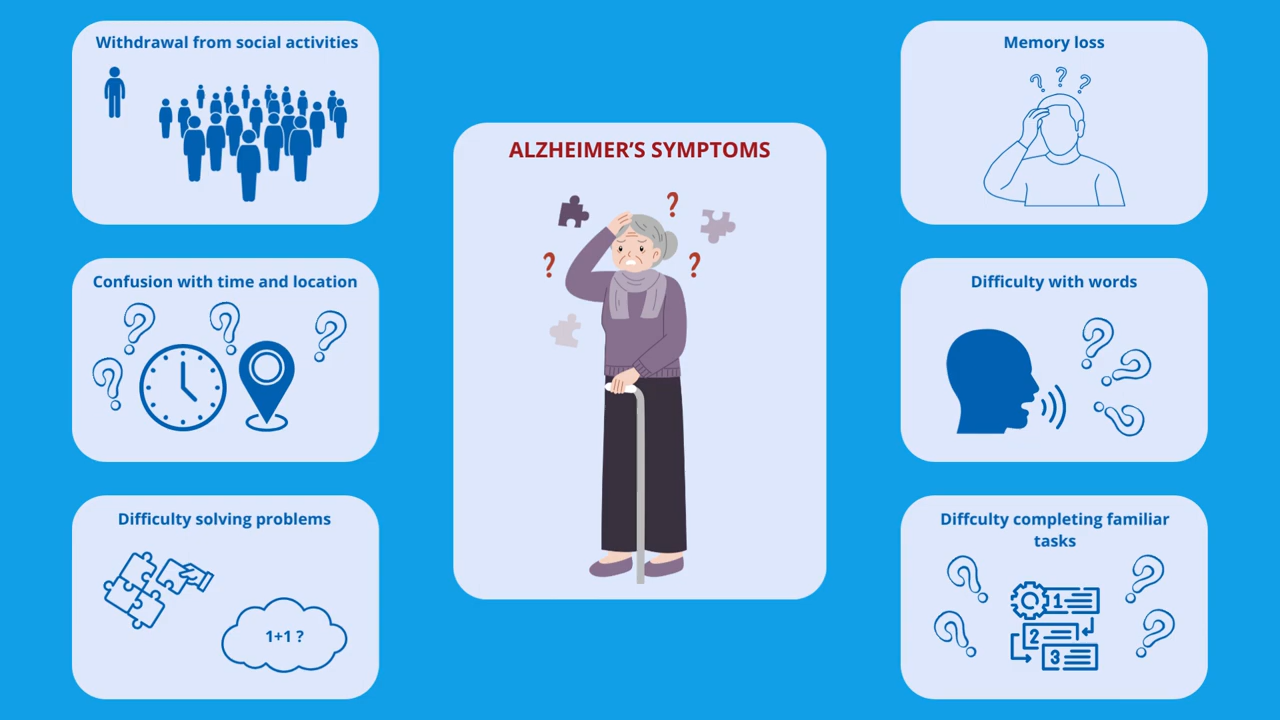 Withdrawal from social activities
Memory loss
ALZHEIMER'S SYMPTOMS
Confusion with time and location
Difficulty with words
Difficulty solving problems
1+1 ?
Diffculty completing familiar
tasks
1
2
3